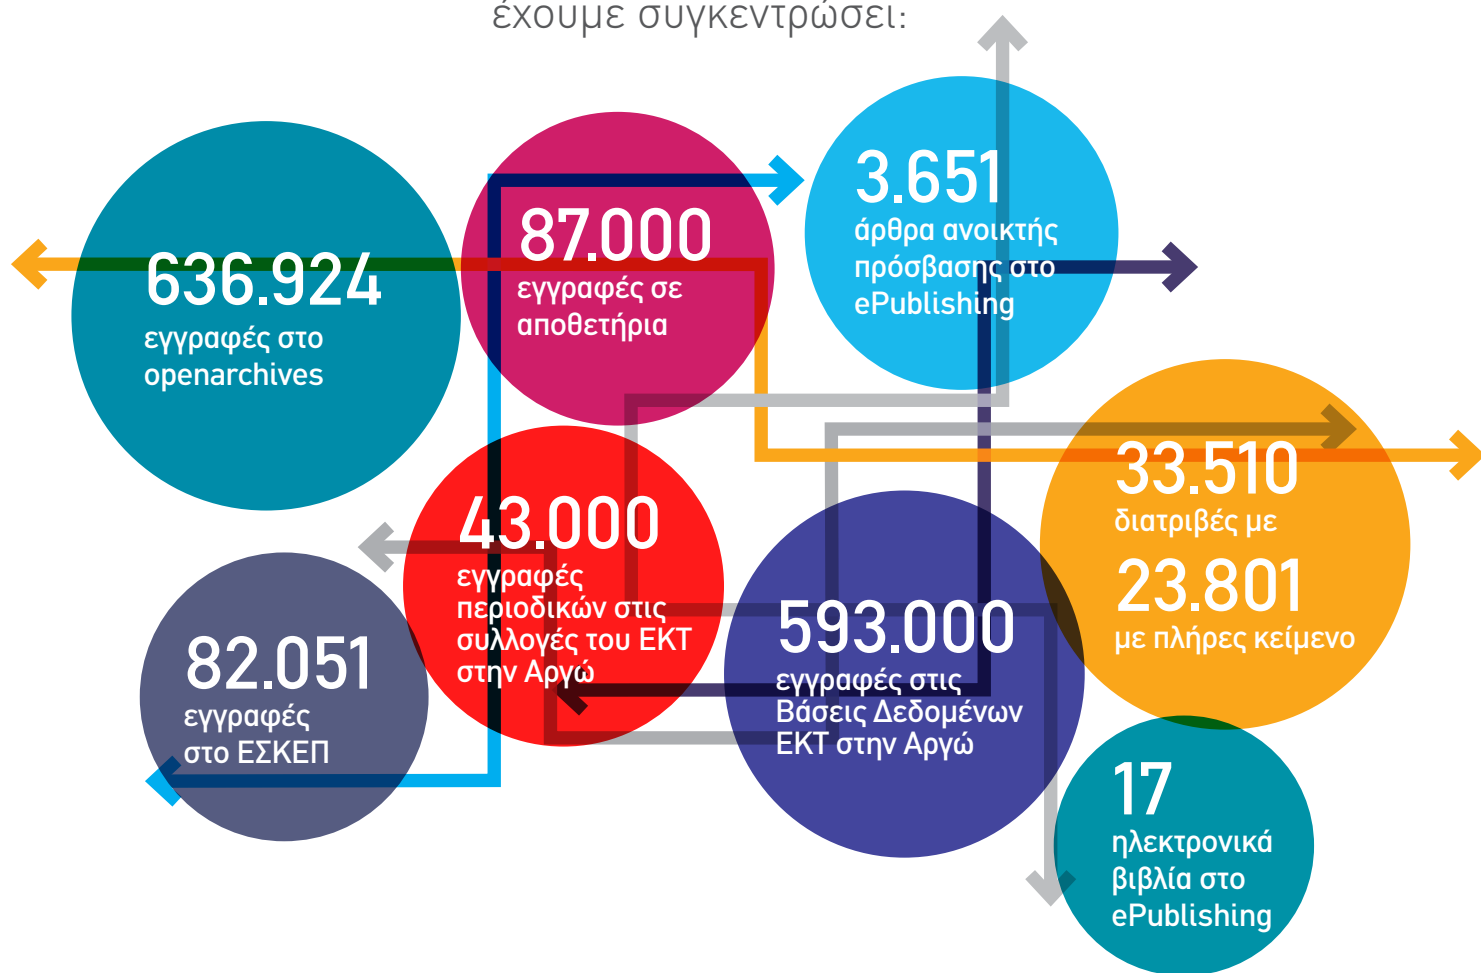 έχουμε συγκεντρώσει:
636.924
εγγραφές στο
openarchives
87.000
εγγραφές σε
αποθετήρια
3.651
άρθρα ανοικτής
πρόσβασης στο
ePublishing
43.000
εγγραφές
περιοδικών στις
συλλογές του ΕΚΤ
στην Αργώ
33.510
διατριβές με
23.801
με πλήρες κείμενο
82.051
εγγραφές
στο ΕΣΚΕΠ
593.000
εγγραφές στις
Βάσεις Δεδομένων
ΕΚΤ στην Αργώ
17
ηλεκτρονικά
βιβλία στο
ePublishing